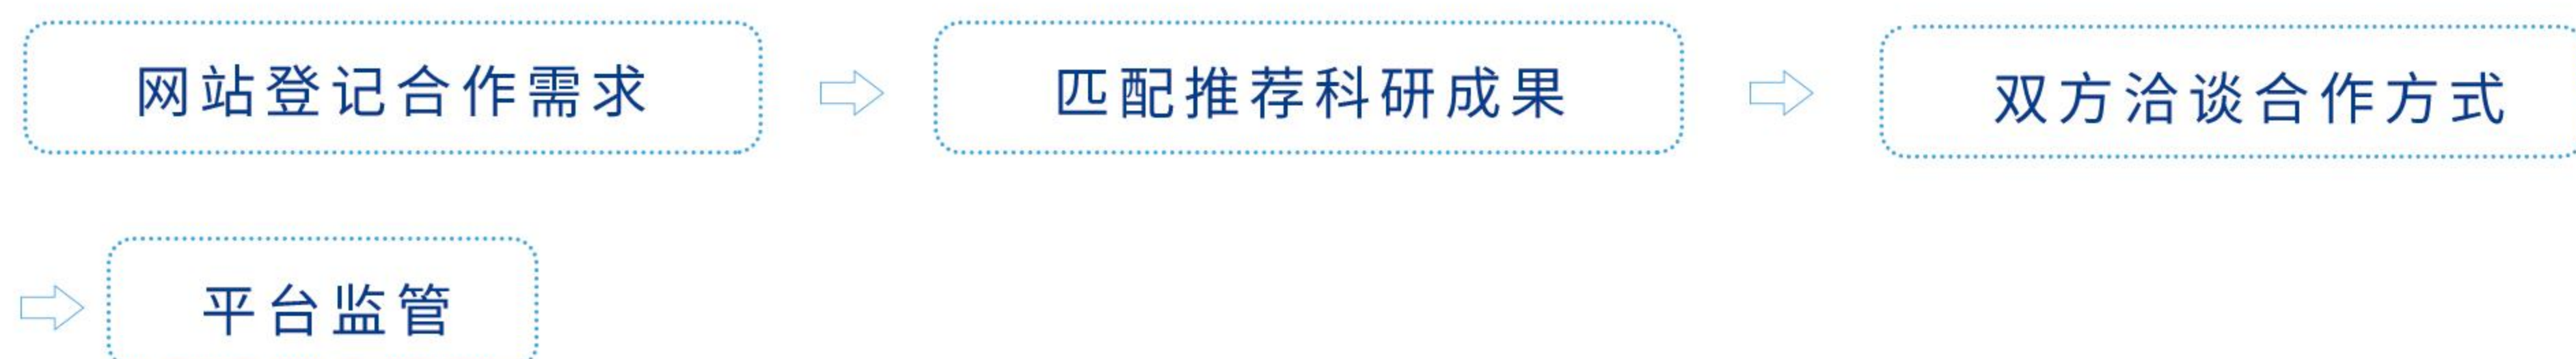 网站登记合作需求
匹配推荐科研成果
双方洽谈合作方式
平台监管